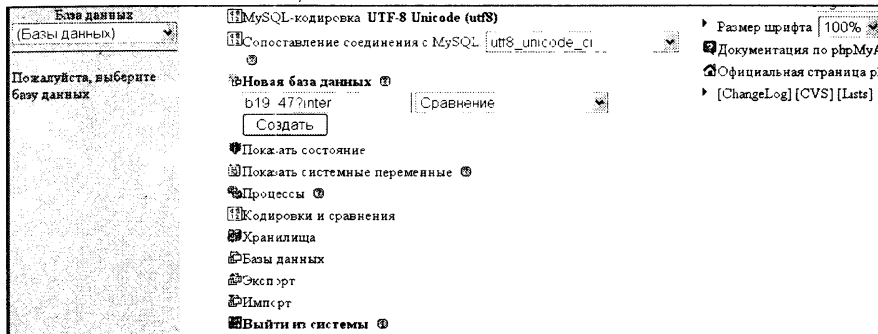 База данных
(Базы данных)
Пожалуйста, выберите
базу данных
MySQL-кодировка UTF-8 Unicode (utf8)
Сопоставление соединения с MySQL utf8_unicode_ci
Новая база данных
b19_47?inter Сравнение
Создать
Показать состояние
Показать системные переменные
Процессы
Кодировки и сравнения
Хранилища
Базы данных
Экспорт
Импорт
Выйти из системы
Размер шрифта 100%
Документация по phpMyA
Официальная страница p
[ChangeLog] [CVS] [Lists]